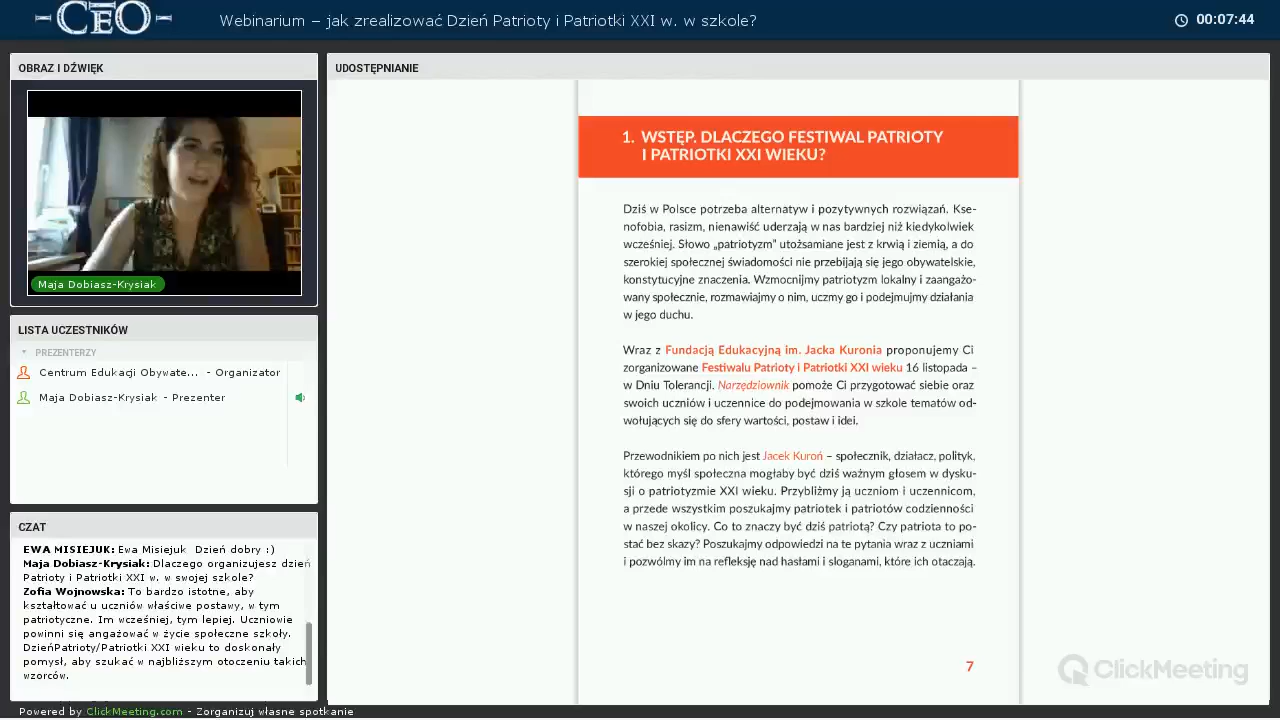 CEO
Webinarium – jak zrealizować Dzień Patrioty i Patriotki XXI w. w szkole?
00:07:44
OBRAZ I DŹWIĘK
Maja Dobiasz-Krysiak
LISTA UCZESTNIKÓW
PREZENTERZY
Centrum Edukacji Obywate... - Organizator
Maja Dobiasz-Krysiak - Prezenter
CZAT
EWA MISIEJUK: Ewa Misiejuk Dzień dobry :)
Maja Dobiasz-Krysiak: Dlaczego organizujesz dzień
Patrioty i Patriotki XXI w. w swojej szkole?
Zofia Wojnowska: To bardzo istotne, aby
kształtować u uczniów właściwe postawy, w tym
patriotyczne. Im wcześniej, tym lepiej. Uczniowie
powinni się angażować w życie społeczne szkoły.
DzieńPatrioty/Patriotki XXI wieku to doskonały
pomysł, aby szukać w najbliższym otoczeniu takich
wzorców.
Powered by ClickMeeting.com - Zorganizuj własne spotkanie
UDOSTĘPNIANIE
1. WSTĘP. DLACZEGO FESTIWAL PATRIOTY
I PATRIOTKI XXI WIEKU?
Dziś w Polsce potrzeba alternatyw i pozytywnych rozwiązań. Kse-
nofobia, rasizm, nienawiść uderzają w nas bardziej niż kiedykolwiek
wcześniej. Słowo „patriotyzm” utożsamiane jest z krwią i ziemią, a do
szerokiej społecznej świadomości nie przebijają się jego obywatelskie,
konstytucyjne znaczenia. Wzmocnijmy patriotyzm lokalny i zaangażo-
wany społecznie, rozmawiajmy o nim, uczmy go i podejmujmy działania
w jego duchu.
Wraz z Fundacją Edukacyjną im. Jacka Kuronia proponujemy Ci
zorganizowane Festiwalu Patrioty i Patriotki XXI wieku 16 listopada –
w Dniu Tolerancji. Narzędziownik pomoże Ci przygotować siebie oraz
swoich uczniów i uczennice do podejmowania w szkole tematów od-
wołujących się do sfery wartości, postaw i idei.
Przewodnikiem po nich jest Jacek Kuroń – społecznik, działacz, polityk,
którego myśl społeczna mogłaby być dziś ważnym głosem w dysku-
sji o patriotyzmie XXI wieku. Przybliżmy ją uczniom i uczennicom,
a przede wszystkim poszukajmy patriotek i patriotów codzienności
w naszej okolicy. Co to znaczy być dziś patriotą? Czy patriota to po-
stać bez skazy? Poszukajmy odpowiedzi na te pytania wraz z uczniami
i pozwólmy im na refleksję nad hasłami i sloganami, które ich otaczają.
7
ClickMeeting